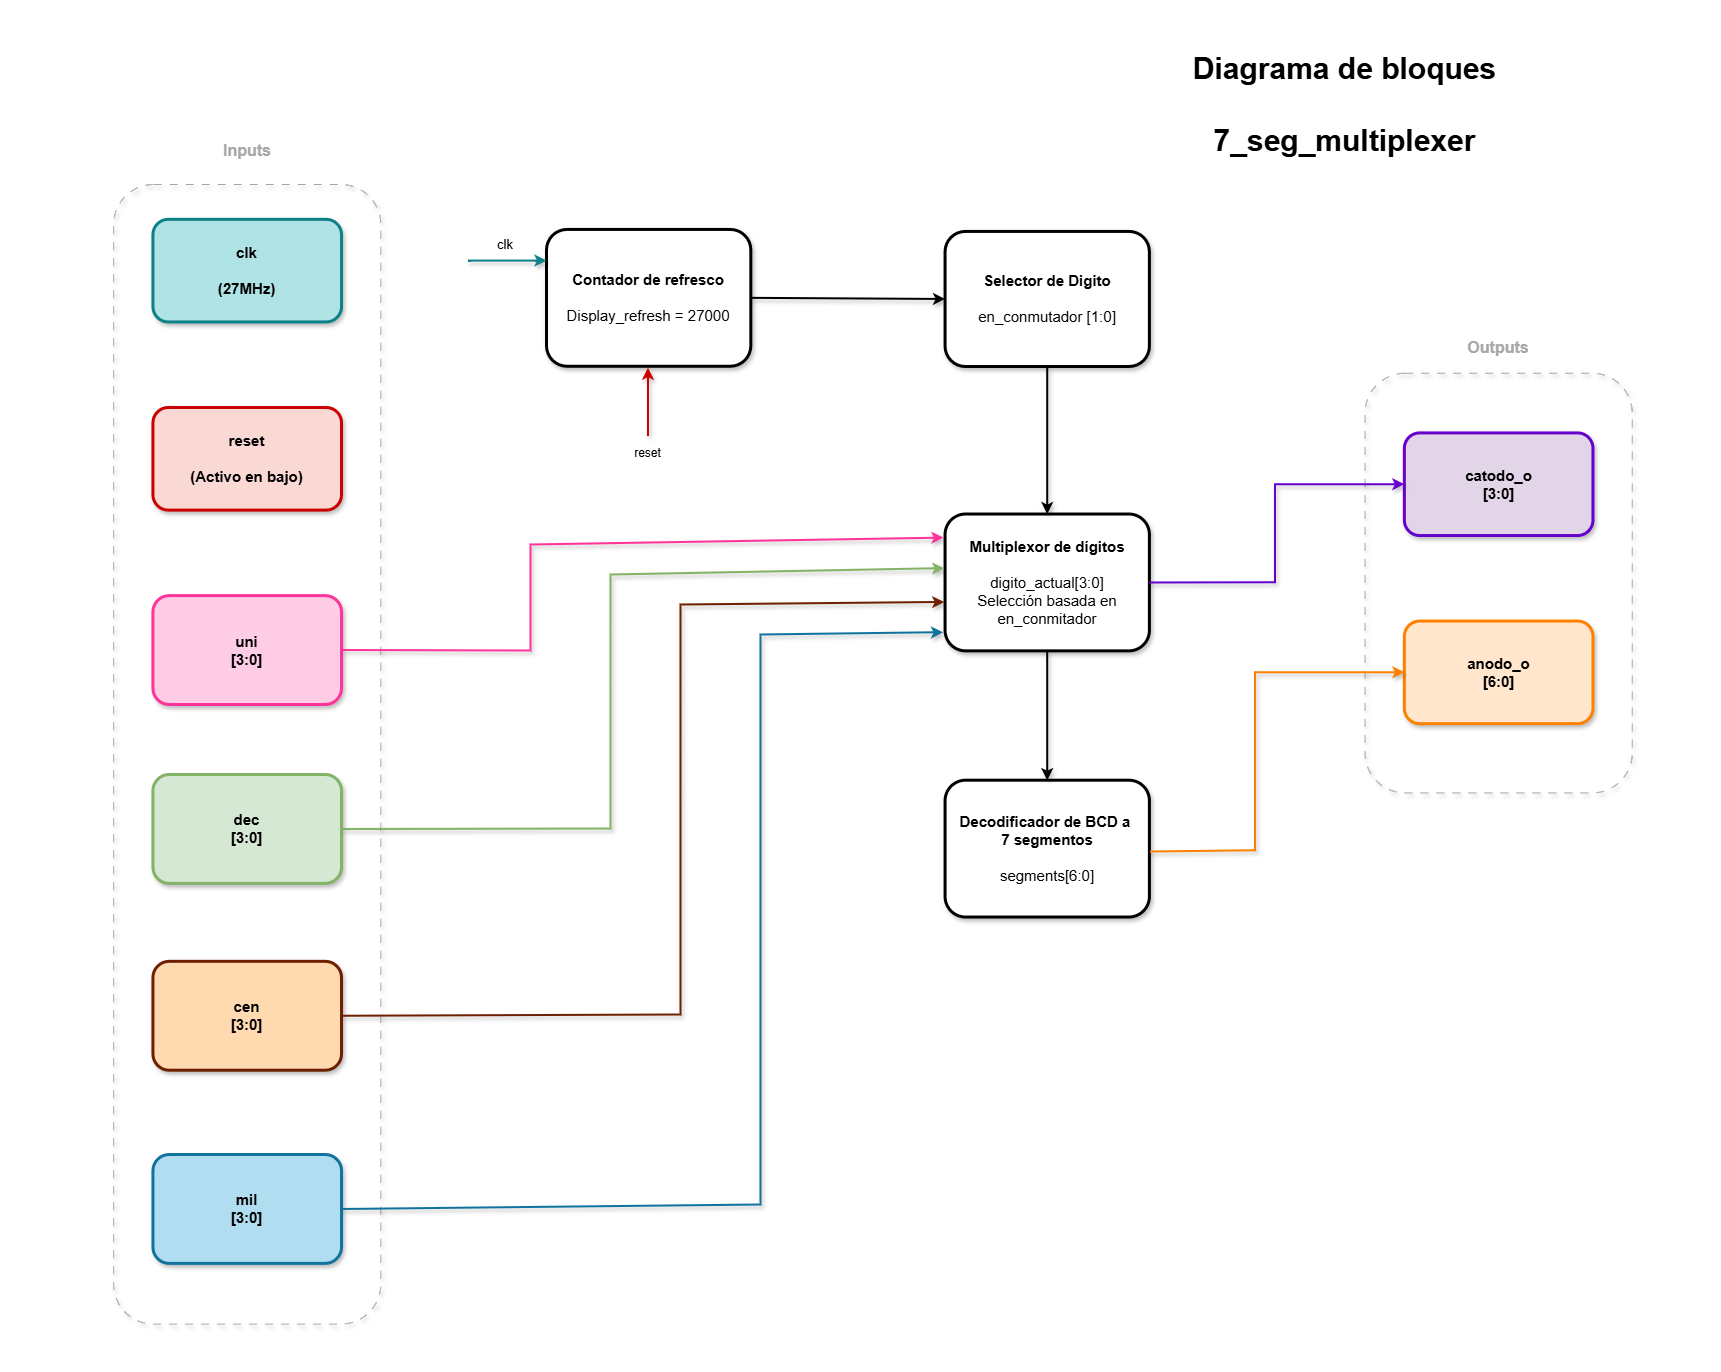 Diagrama de bloques
7_seg_multiplexer
Inputs
clk
(27MHz)
reset
(Activo en bajo)
uni
[3:0]
dec
[3:0]
cen
[3:0]
mil
[3:0]
clk
Contador de refresco
Display_refresh = 27000
reset
Selector de Digito
en_conmutador [1:0]
Multiplexor de dígitos
digito_actual[3:0]
Selección basada en
en_conmitador
Decodificador de BCD a
7 segmentos
segments[6:0]
Outputs
catodo_o
[3:0]
anodo_o
[6:0]